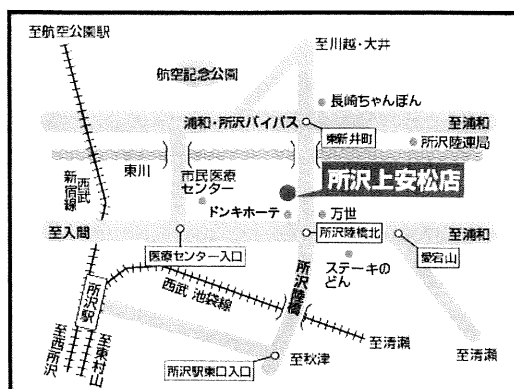 至航空公園駅
至川越・大井
航空記念公園
長崎ちゃんぽん
浦和・所沢バイパス
東新井町
至浦和
所沢陸運局
東川
西武
新宿線
市民医療
センター
所沢上安松店
ドンキホーテ
万世
至入間
医療センター入口
所沢陸橋北
愛宕山
至浦和
所沢駅
西武 池袋線
所沢陸橋
ステーキの
どん
至西所沢
至東村山
所沢駅東口入口
至秋津
至清瀬
至清瀬